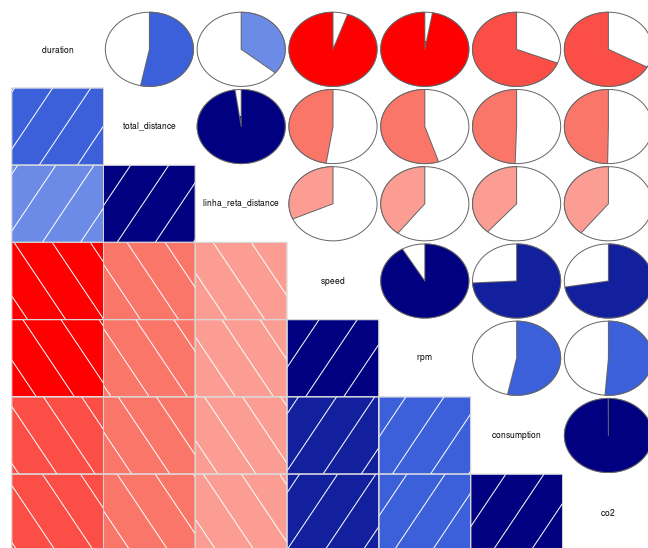 duration
total_distance
linha_reta_distance
speed
rpm
consumption
co2